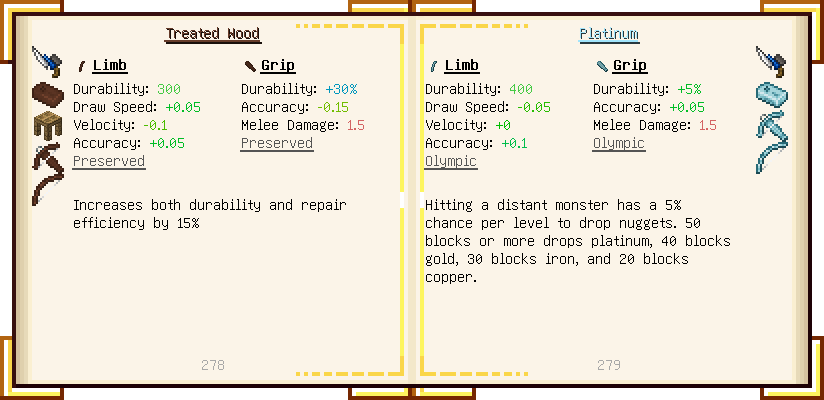 Treated Wood
Limb
Durability: 300
Draw Speed: +0.05
Velocity: -0.1
Accuracy: +0.05
Preserved
Grip
Durability: +30%
Accuracy: -0.15
Melee Damage: 1.5
Preserved
Increases both durability and repair
efficiency by 15%
278
Platinum
Limb
Durability: 400
Draw Speed: -0.05
Velocity: +0
Accuracy: +0.1
Olympic
Grip
Durability: +5%
Accuracy: +0.05
Melee Damage: 1.5
Olympic
Hitting a distant monster has a 5%
chance per level to drop nuggets. 50
blocks or more drops platinum, 40 blocks
gold, 30 blocks iron, and 20 blocks
copper.
279